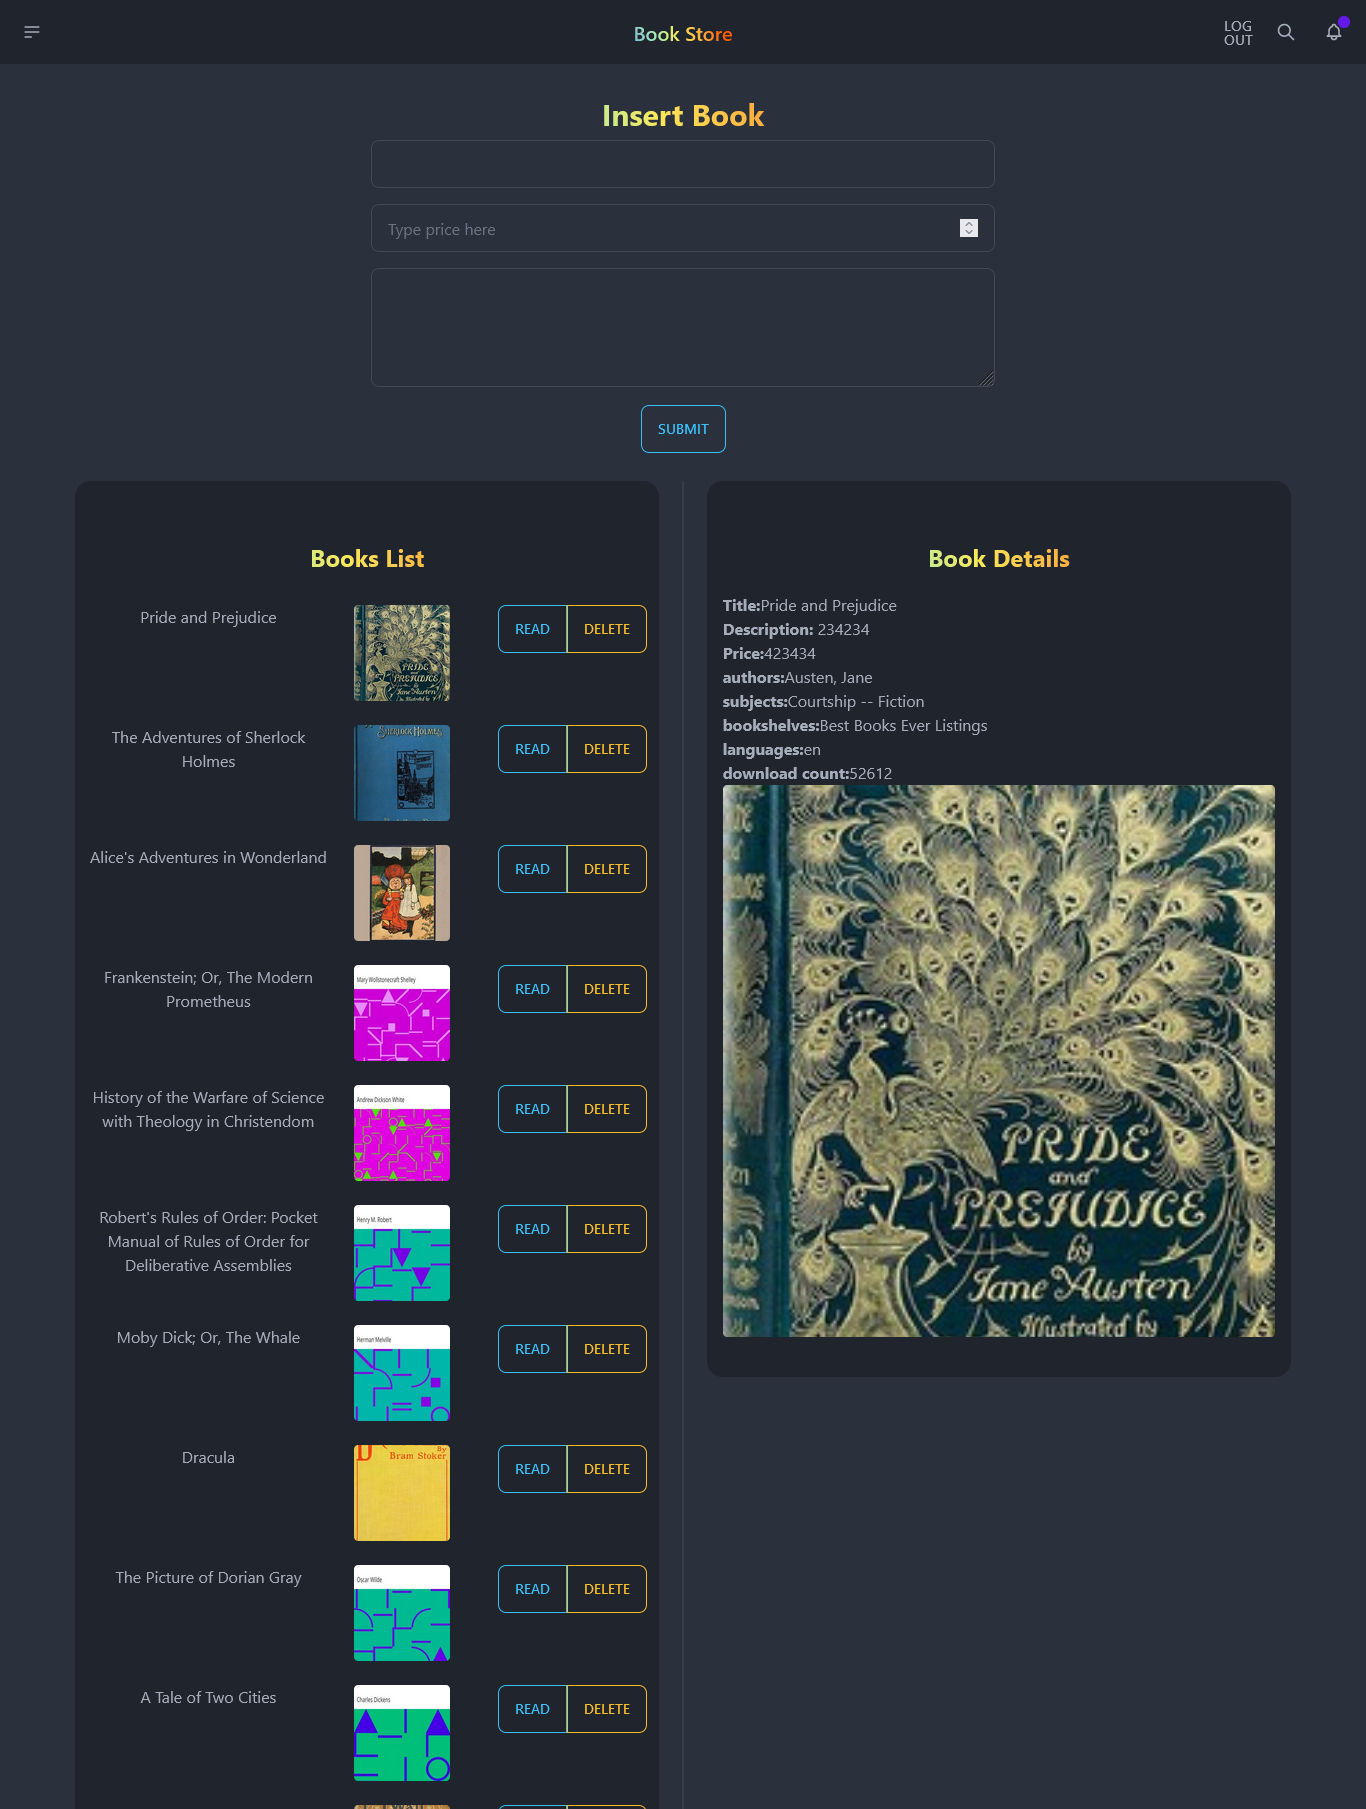 Book Store
LOG
OUT
Insert Book
Type price here
SUBMIT
Books List
Pride and Prejudice
PRIDE
and
PREJUDICE
by
Jane Austen
READ
DELETE
The Adventures of Sherlock
Holmes
SHERLOCK HOLMES
READ
DELETE
Alice's Adventures in Wonderland
READ
DELETE
Frankenstein; Or, The Modern
Prometheus
Mary Wollstonecraft Shelley
READ
DELETE
History of the Warfare of Science
with Theology in Christendom
Andrew Dickson White
READ
DELETE
Robert's Rules of Order: Pocket
Manual of Rules of Order for
Deliberative Assemblies
Henry M. Robert
READ
DELETE
Moby Dick; Or, The Whale
Herman Melville
READ
DELETE
Dracula
By
Bram Stoker
READ
DELETE
The Picture of Dorian Gray
Oscar Wilde
READ
DELETE
A Tale of Two Cities
Charles Dickens
READ
DELETE
Book Details
Title:Pride and Prejudice
Description: 234234
Price:423434
authors:Austen, Jane
subjects:Courtship -- Fiction
bookshelves:Best Books Ever Listings
languages:en
download count:52612
PRIDE
and
PREJUDICE
by
Jane Austen
Illustrated by